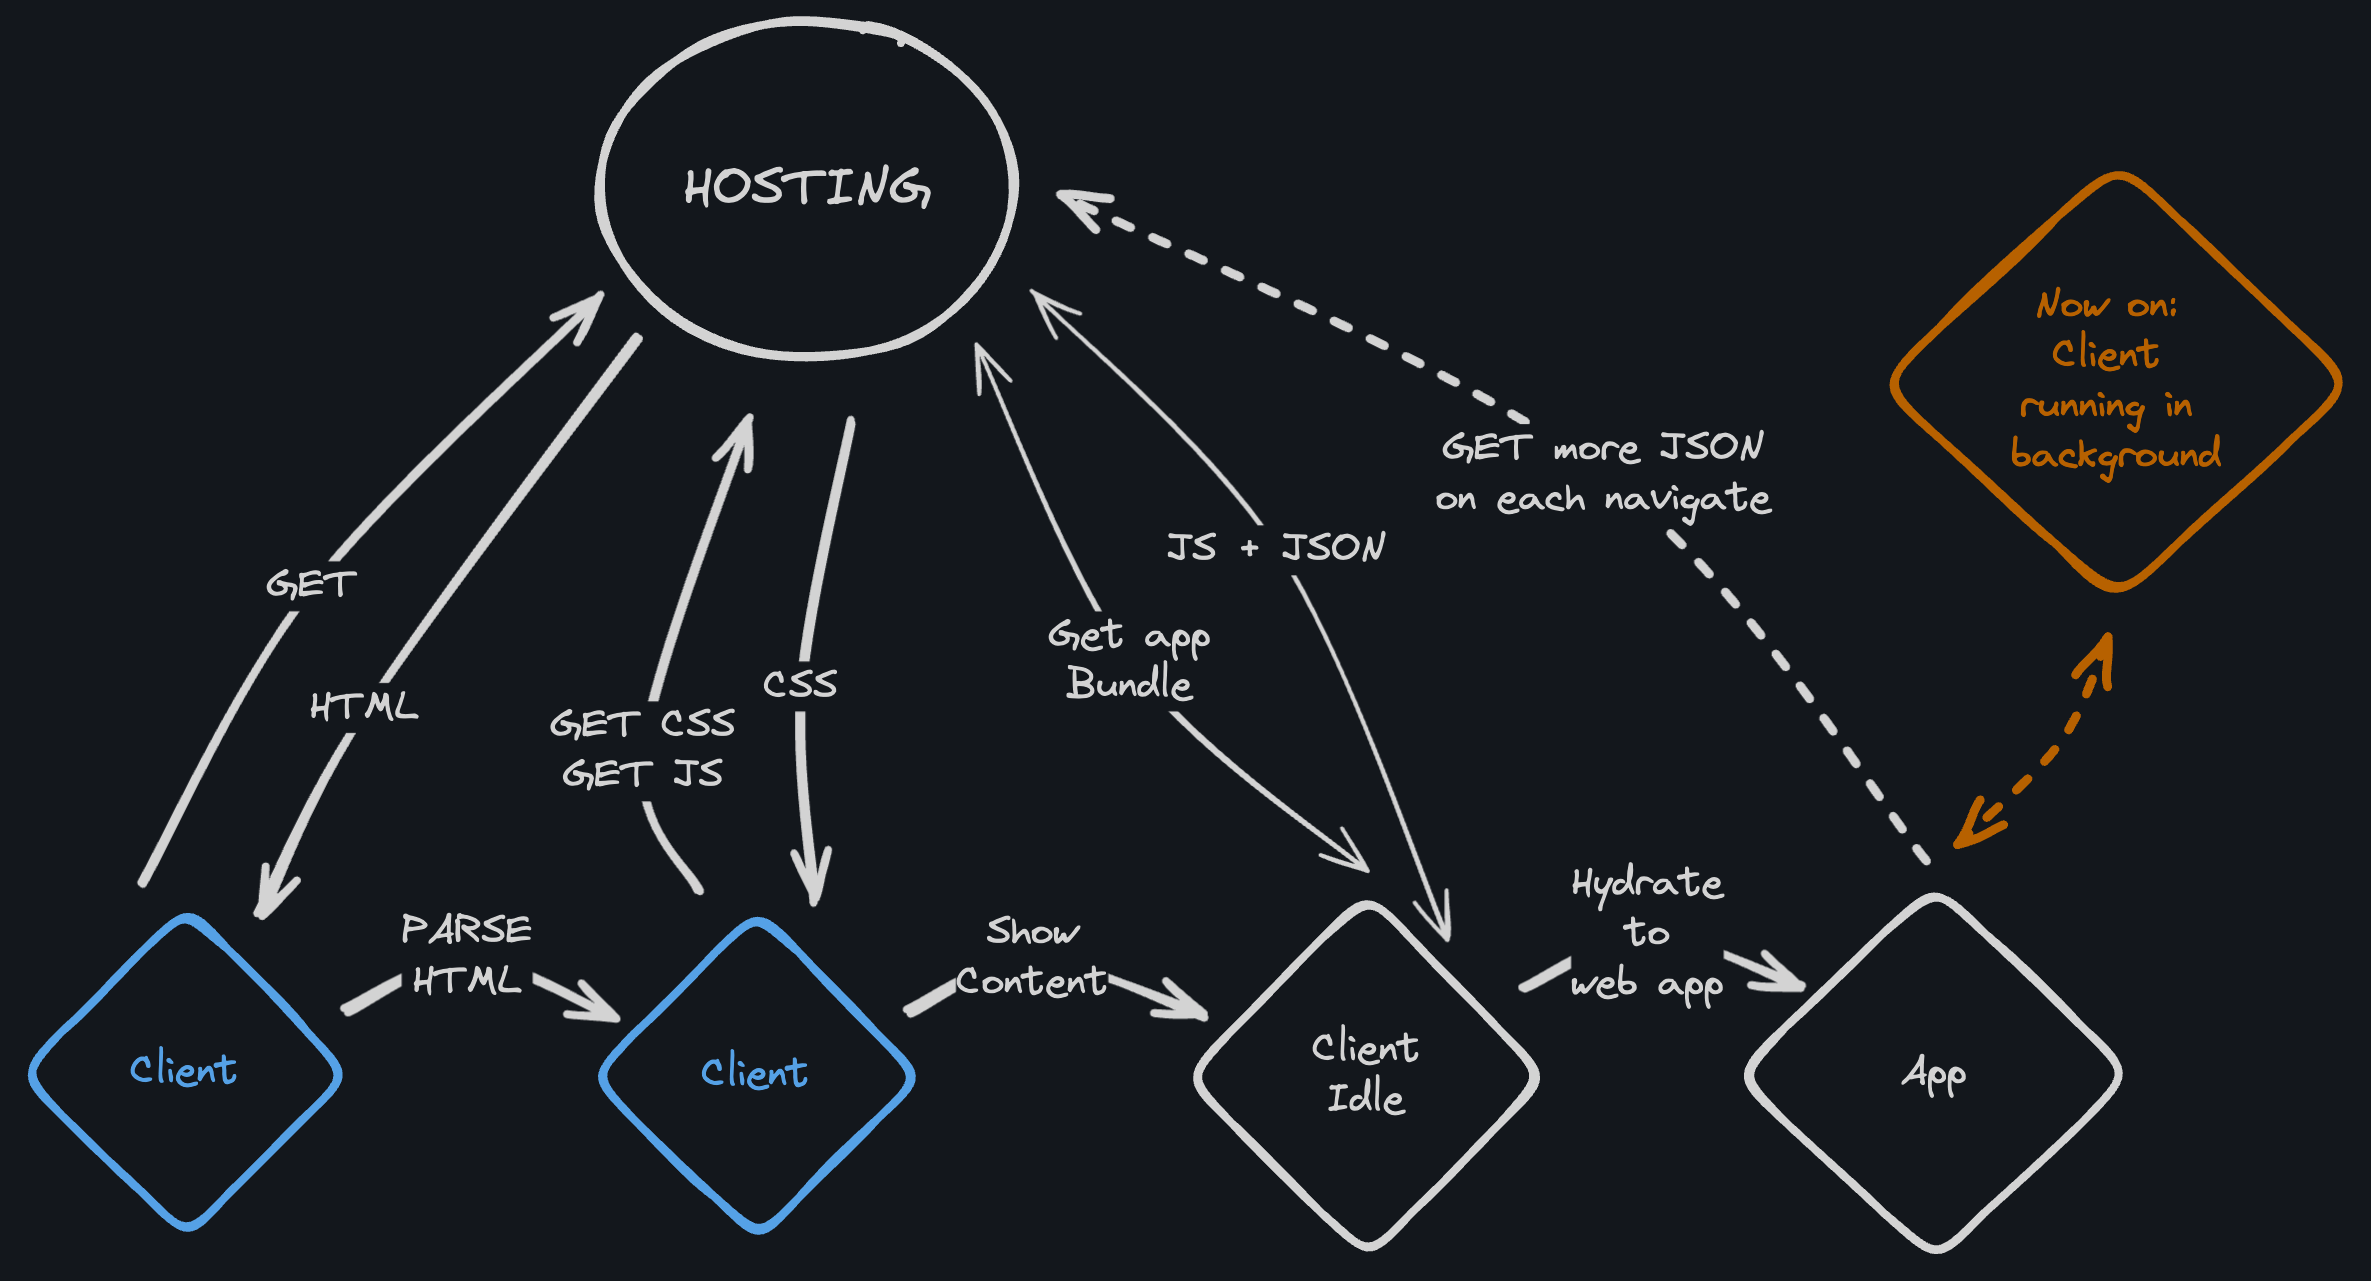 HOSTING
Now on:
Client
running in
background
GET more JSON
on each navigate
JS + JSON
GET
Get app
Bundle
HTML
CSS
GET CSS
GET JS
Hydrate
to
web app
PARSE
HTML
Show
Content
Client
Client
Client
Idle
App